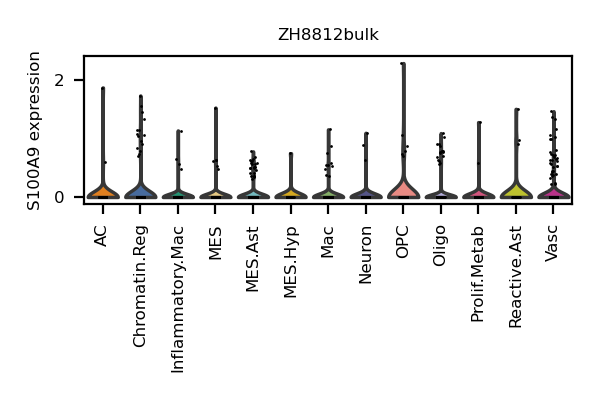 ZH8812bulk
S100A9 expression
2
0
AC
Chromatin.Reg
Inflammatory.Mac
MES
MES.Ast
MES.Hyp
Mac
Neuron
OPC
Oligo
Prolif.Metab
Reactive.Ast
Vasc